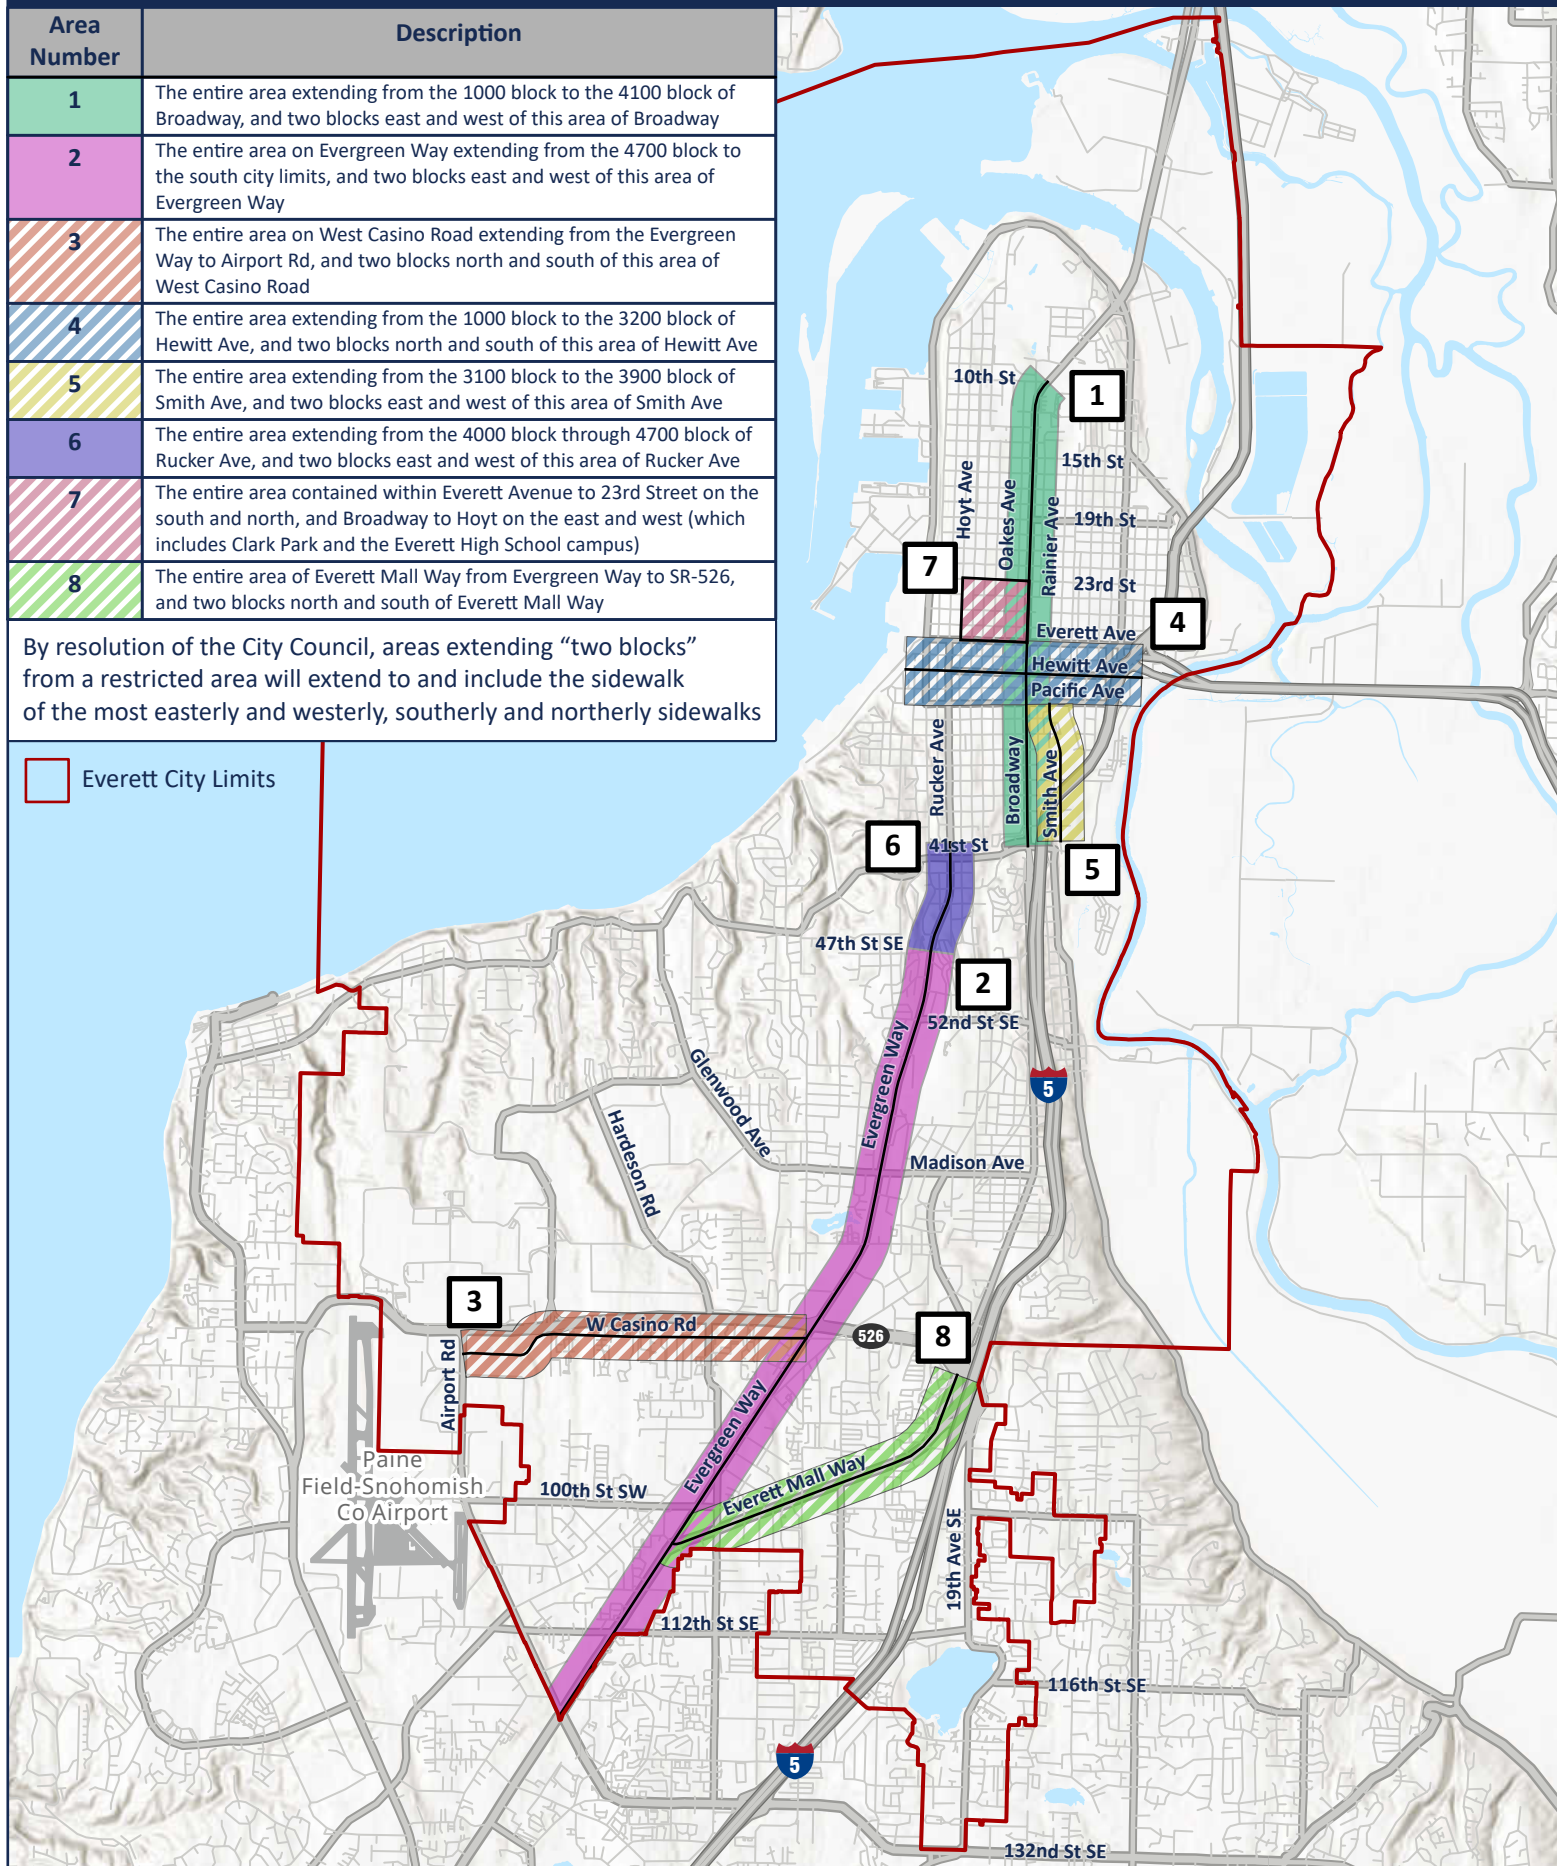 Area
Number
Description
1
The entire area extending from the 1000 block to the 4100 block of
Broadway, and two blocks east and west of this area of Broadway
2
The entire area on Evergreen Way extending from the 4700 block to
the south city limits, and two blocks east and west of this area of
Evergreen Way
3
The entire area on West Casino Road extending from the Evergreen
Way to Airport Rd, and two blocks north and south of this area of
West Casino Road
4
The entire area extending from the 1000 block to the 3200 block of
Hewitt Ave, and two blocks north and south of this area of Hewitt Ave
5
The entire area extending from the 3100 block to the 3900 block of
Smith Ave, and two blocks east and west of this area of Smith Ave
6
The entire area extending from the 4000 block through 4700 block of
Rucker Ave, and two blocks east and west of this area of Rucker Ave
7
The entire area contained within Everett Avenue to 23rd Street on the
south and north, and Broadway to Hoyt on the east and west (which
includes Clark Park and the Everett High School campus)
8
The entire area of Everett Mall Way from Evergreen Way to SR-526,
and two blocks north and south of Everett Mall Way
By resolution of the City Council, areas extending “two blocks”
from a restricted area will extend to and include the sidewalk
of the most easterly and westerly, southerly and northerly sidewalks
Everett City Limits
10th St
1
15th St
Hoyt Ave
Oakes Ave
Rainier Ave
19th St
7
23rd St
4
Everett Ave
Hewitt Ave
Pacific Ave
Rucker Ave
Broadway
Smith Ave
6
41st St
5
47th St SE
2
52nd St SE
Evergreen Way
Glenwood Ave
5
Hardeson Rd
Madison Ave
3
W Casino Rd
526
8
Airport Rd
Evergreen Way
Everett Mall Way
Paine
Field-Snohomish
Co Airport
100th St SW
19th Ave SE
112th St SE
116th St SE
5
132nd St SE